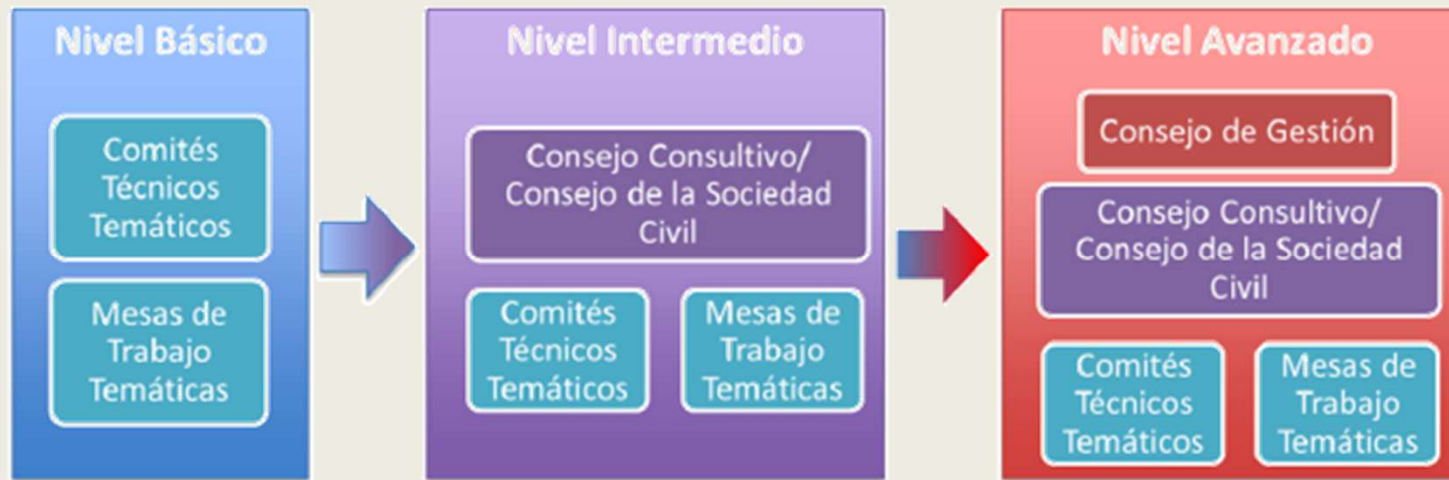 Nivel Básico
Comités
Técnicos
Temáticos
Mesas de
Trabajo
Temáticas
Nivel Intermedio
Consejo Consultivo/
Consejo de la Sociedad
Civil
Comités
Técnicos
Temáticos
Mesas de
Trabajo
Temáticas
Nivel Avanzado
Consejo de Gestión
Consejo Consultivo/
Consejo de la Sociedad
Civil
Comités
Técnicos
Temáticos
Mesas de
Trabajo
Temáticas